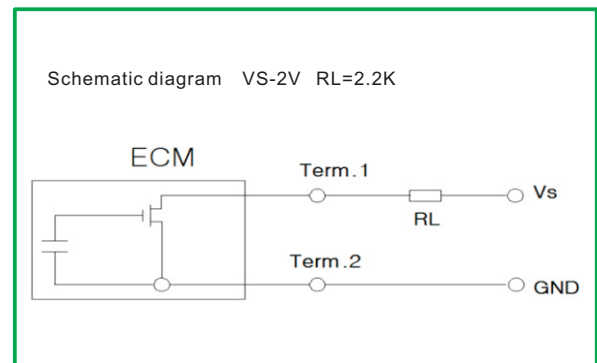 Schematic diagram VS-2V RL=2.2K
ECM
Term.1
Vs
RL
Term.2
GND